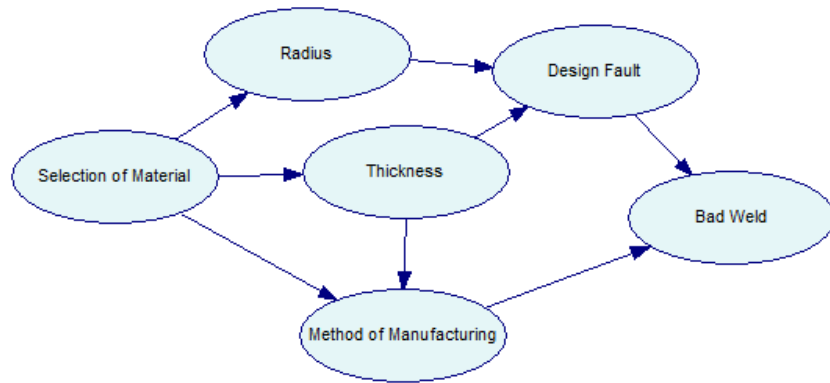 Radius
Design Fault
Selection of Material
Thickness
Bad Weld
Method of Manufacturing